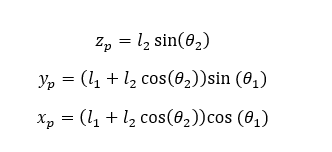 z_p = l_2 sin(θ_2)
y_p = (l_1 + l_2 cos(θ_2))sin (θ_1)
x_p = (l_1 + l_2 cos(θ_2))cos (θ_1)